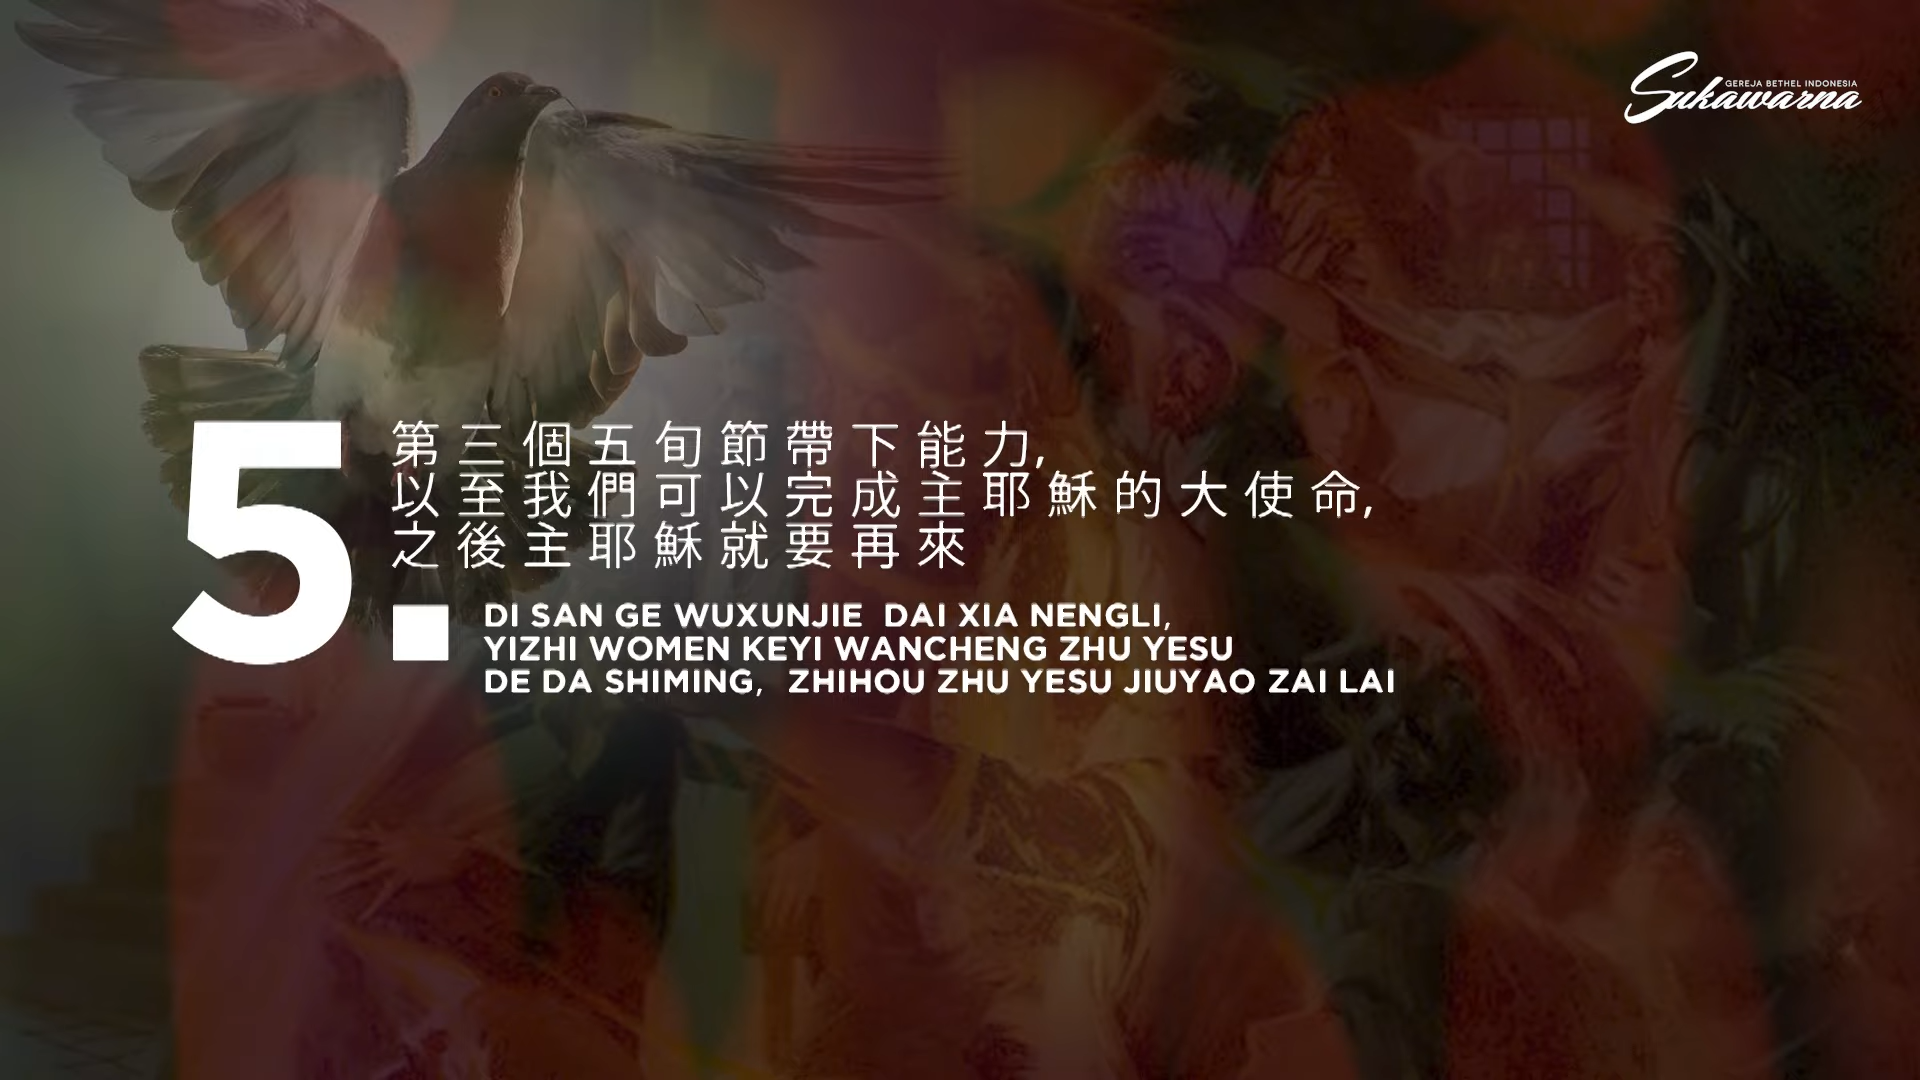 GEREJA BETHEL INDONESIA
Sukawarna
5.
第三個五旬節帶下能力,
以至我們可以完成主耶穌的大使命,
之後主耶穌就要再來
DI SAN GE WUXUNJIE DAI XIA NENGLI,
YIZHI WOMEN KEYI WANCHENG ZHU YESU
DE DA SHIMING, ZHIHOU ZHU YESU JIUYAO ZAI LAI